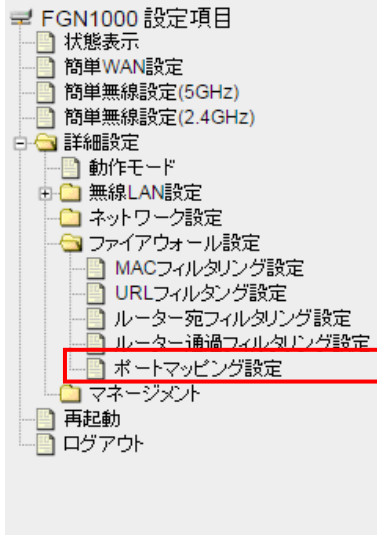 FGN1000 設定項目
状態表示
簡単WAN設定
簡単無線設定(5GHz)
簡単無線設定(2.4GHz)
詳細設定
動作モード
無線LAN設定
ネットワーク設定
ファイアウォール設定
MACフィルタリング設定
URLフィルタング設定
ルーター宛フィルタリング設定
ルーター通過フィルタリング設定
ポートマッピング設定
マネージメント
再起動
ログアウト